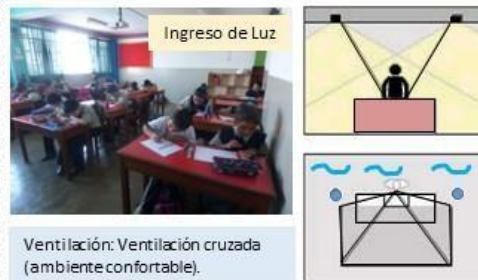 Ingreso de Luz
Ventilación: Ventilación cruzada
(ambiente confortable).